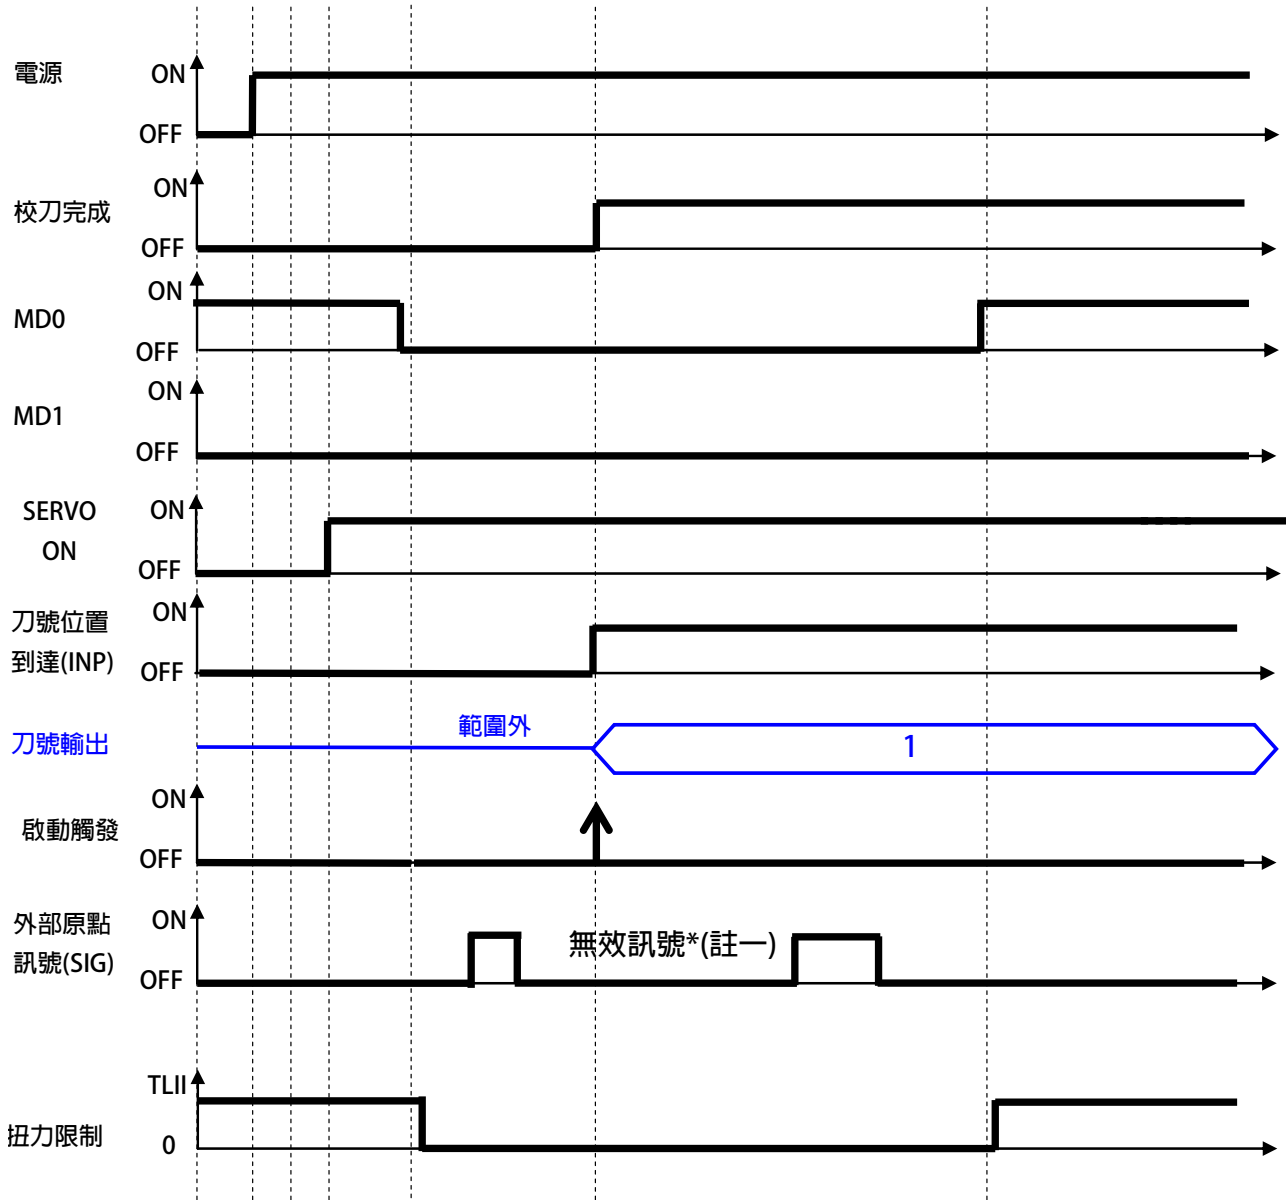 電源
ON
OFF
校刀完成
ON
OFF
MD0
ON
OFF
MD1
ON
OFF
SERVO
ON
ON
OFF
刀號位置
到達(INP)
ON
OFF
刀號輸出
範圍外
1
啟動觸發
ON
OFF
外部原點
訊號(SIG)
ON
OFF
無效訊號*(註一)
扭力限制
TLII
0